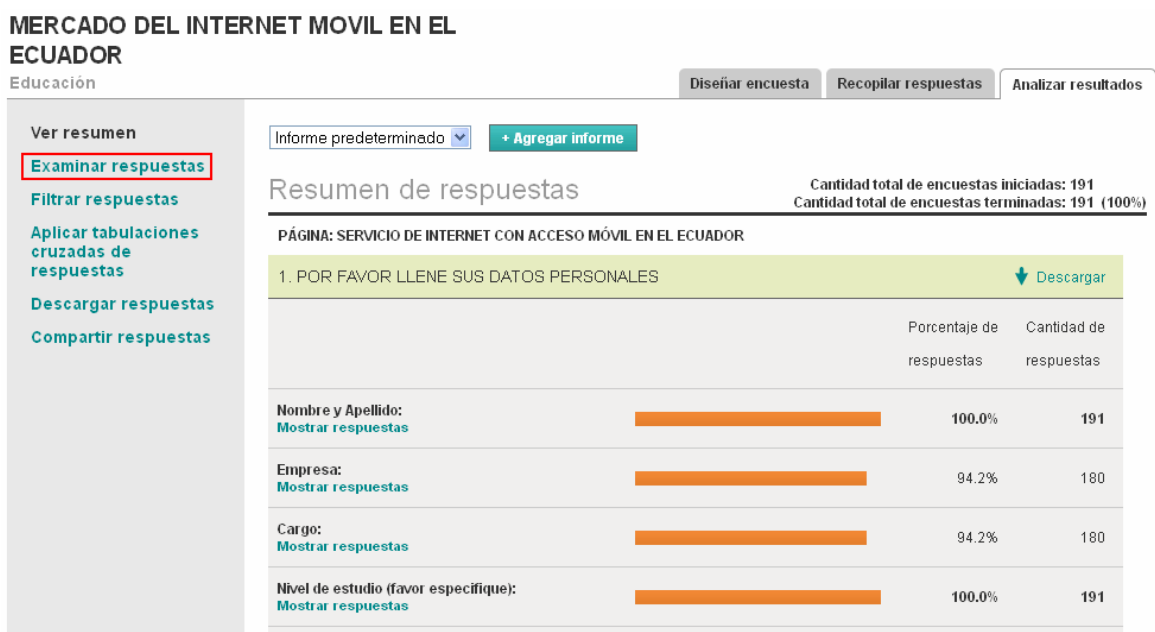 MERCADO DEL INTERNET MOVIL EN EL
ECUADOR
Educación
Diseñar encuesta
Recopilar respuestas
Analizar resultados
Ver resumen
Examinar respuestas
Filtrar respuestas
Aplicar tabulaciones
cruzadas de
respuestas
Descargar respuestas
Compartir respuestas
Informe predeterminado
+ Agregar informe
Resumen de respuestas
Cantidad total de encuestas iniciadas: 191
Cantidad total de encuestas terminadas: 191 (100%)
PÁGINA: SERVICIO DE INTERNET CON ACCESO MÓVIL EN EL ECUADOR
1. POR FAVOR LLENE SUS DATOS PERSONALES
Descargar
Porcentaje de
respuestas
Cantidad de
respuestas
Nombre y Apellido:
Mostrar respuestas
100.0%
191
Empresa:
Mostrar respuestas
94.2%
180
Cargo:
Mostrar respuestas
94.2%
180
Nivel de estudio (favor especifique):
Mostrar respuestas
100.0%
191